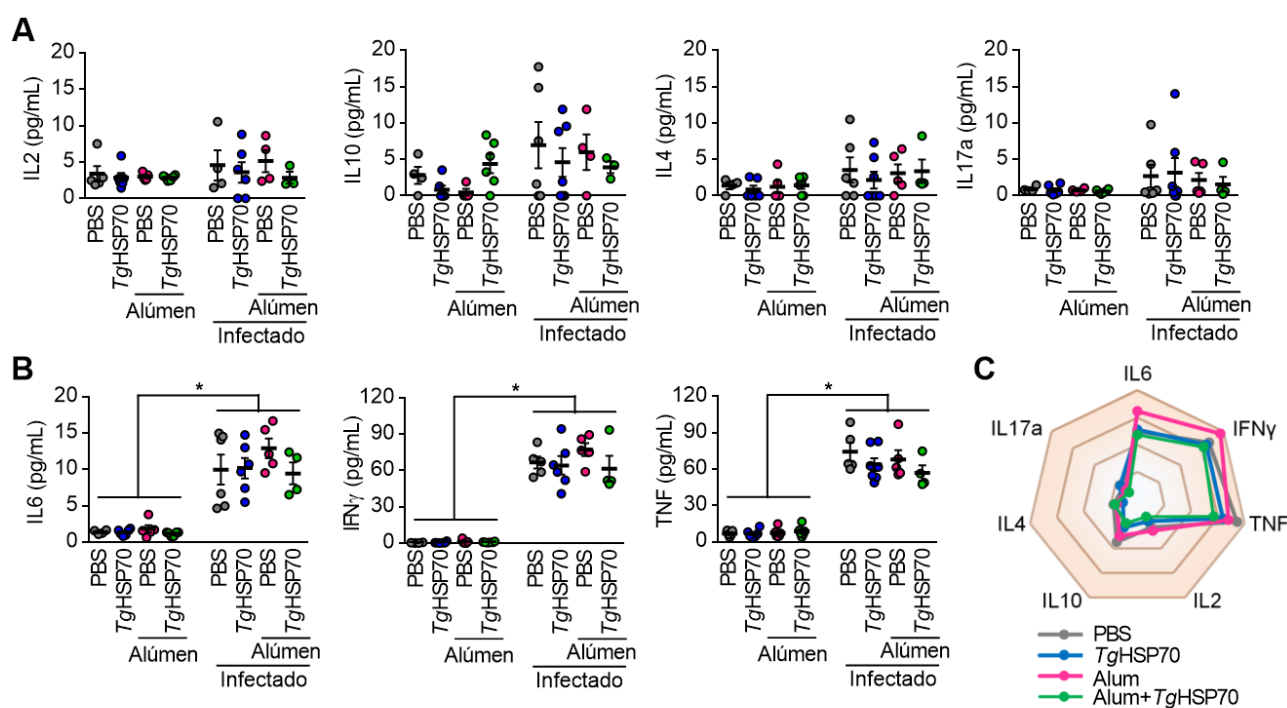 A
IL2 (pg/mL)
20
15
10
5
0
PBS
TgHSP70
PBS
TgHSP70
PBS
TgHSP70
PBS
TgHSP70
Alúmen
Alúmen
Infectado
IL10 (pg/mL)
20
15
10
5
0
PBS
TgHSP70
PBS
TgHSP70
PBS
TgHSP70
PBS
TgHSP70
Alúmen
Alúmen
Infectado
IL4 (pg/mL)
20
15
10
5
0
PBS
TgHSP70
PBS
TgHSP70
PBS
TgHSP70
PBS
TgHSP70
Alúmen
Alúmen
Infectado
IL17a (pg/mL)
20
15
10
5
0
PBS
TgHSP70
PBS
TgHSP70
PBS
TgHSP70
PBS
TgHSP70
Alúmen
Alúmen
Infectado
B
IL6 (pg/mL)
20
15
10
5
0
*
PBS
TgHSP70
PBS
TgHSP70
PBS
TgHSP70
PBS
TgHSP70
Alúmen
Alúmen
Infectado
IFNγ (pg/mL)
120
90
60
30
0
*
PBS
TgHSP70
PBS
TgHSP70
PBS
TgHSP70
PBS
TgHSP70
Alúmen
Alúmen
Infectado
TNF (pg/mL)
120
90
60
30
0
*
PBS
TgHSP70
PBS
TgHSP70
PBS
TgHSP70
PBS
TgHSP70
Alúmen
Alúmen
Infectado
C
IL6
IL17a
IFNγ
IL4
TNF
IL10
IL2
PBS
TgHSP70
Alum
Alum+TgHSP70